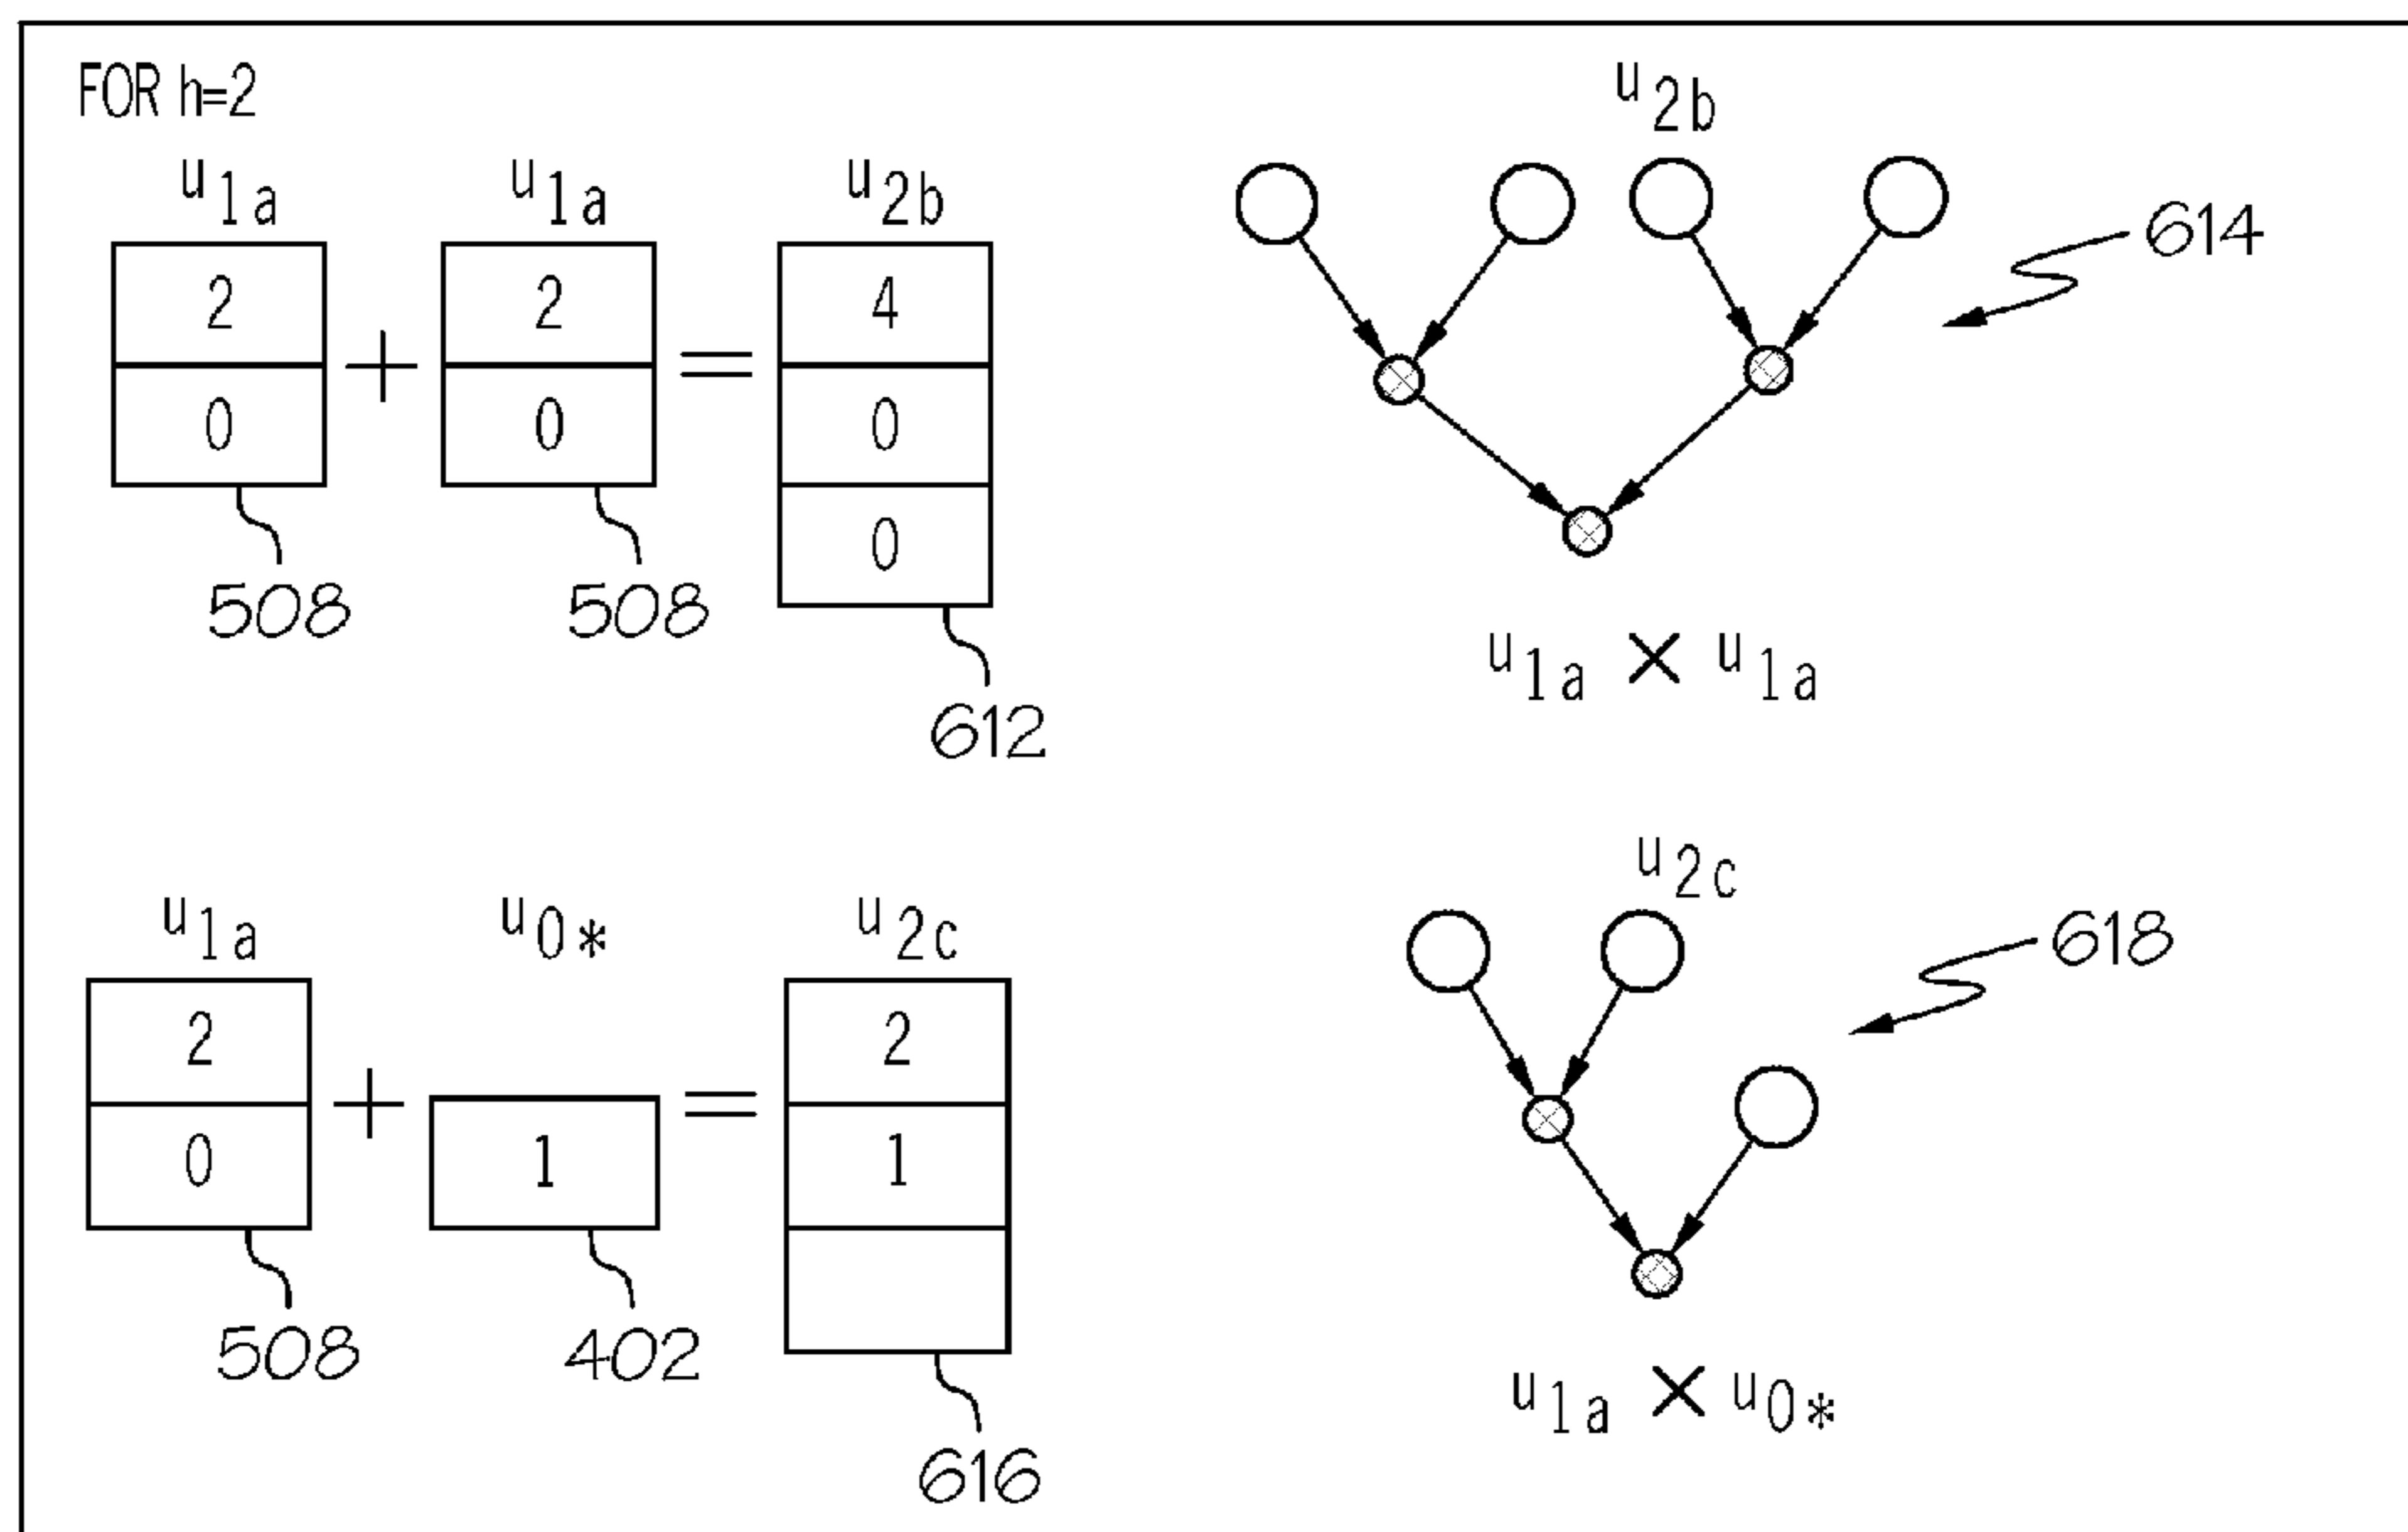 FOR h=2
u1a u1a u2b
2 + 2 = 4
0 0 0
0
508 508
612
u2b
614
u1a × u1a
u1a u0* u2c
2 + = 2
0 1 1
508 402
616
u2c
618
u1a × u0*